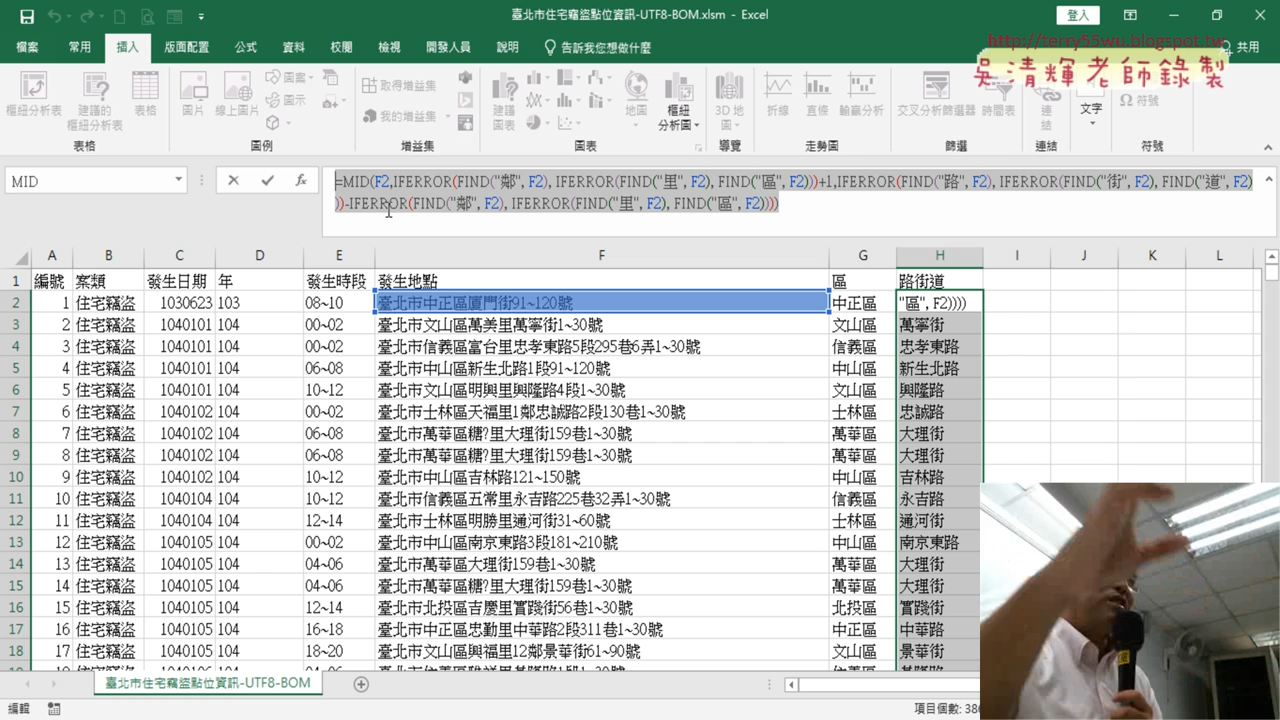 臺北市住宅竊盜點位資訊-UTF8-BOM.xlsm - Excel
登入
檔案 常用 插入 版面配置 公式 資料 校閱 檢視 開發人員 說明 告訴我您想做什麼 共用
http://terry55wu.blogspot.tw
吳清輝老師錄製
樞紐分析表 建議的樞紐分析表 表格 圖片 線上圖片 圖案 圖示 取得增益集 我的增益集 建議圖表 地圖 樞紐分析圖 3D 地圖 折線 直條 輸贏分析 交叉分析篩選器 時間表 連結 文字 符號
表格 圖例 增益集 圖表 導覽 走勢圖 篩選 連結 符號
MID
=MID(F2,IFERROR(FIND("鄰", F2), IFERROR(FIND("里", F2), FIND("區", F2)))+1,IFERROR(FIND("路", F2), IFERROR(FIND("街", F2), FIND("道", F2)
))-IFERROR(FIND("鄰", F2), IFERROR(FIND("里", F2), FIND("區", F2))))
A B C D E F G H I J K L
1 編號 案類 發生日期 年 發生時段 發生地點 區 路街道
2 1 住宅竊盜 1030623 103 08~10 臺北市中正區廈門街91~120號 中正區 "區", F2))))
3 2 住宅竊盜 1040101 104 00~02 臺北市文山區萬美里萬寧街1~30號 文山區 萬寧街
4 3 住宅竊盜 1040101 104 00~02 臺北市信義區富台里忠孝東路5段295巷6弄1~30號 信義區 忠孝東路
5 4 住宅竊盜 1040101 104 06~08 臺北市中山區新生北路1段91~120號 中山區 新生北路
6 5 住宅竊盜 1040101 104 10~12 臺北市文山區明興里興隆路4段1~30號 文山區 興隆路
7 6 住宅竊盜 1040102 104 00~02 臺北市士林區天福里1鄰忠誠路2段130巷1~30號 士林區 忠誠路
8 7 住宅竊盜 1040102 104 06~08 臺北市萬華區糖?里大理街159巷1~30號 萬華區 大理街
9 8 住宅竊盜 1040102 104 06~08 臺北市萬華區糖?里大理街159巷1~30號 萬華區 大理街
10 9 住宅竊盜 1040102 104 10~12 臺北市中山區吉林路121~150號 中山區 吉林路
11 10 住宅竊盜 1040104 104 10~12 臺北市信義區五常里永吉路225巷32弄1~30號 信義區 永吉路
12 11 住宅竊盜 1040104 104 12~14 臺北市士林區明勝里通河街31~60號 士林區 通河街
13 12 住宅竊盜 1040105 104 00~02 臺北市中山區南京東路3段181~210號 中山區 南京東路
14 13 住宅竊盜 1040105 104 04~06 臺北市萬華區大理街159巷1~30號 萬華區 大理街
15 14 住宅竊盜 1040105 104 04~06 臺北市萬華區糖?里大理街159巷1~30號 萬華區 大理街
16 15 住宅竊盜 1040105 104 12~14 臺北市北投區吉慶里實踐街56巷1~30號 北投區 實踐街
17 16 住宅竊盜 1040105 104 16~18 臺北市中正區忠勤里中華路2段311巷1~30號 中正區 中華路
18 17 住宅竊盜 1040105 104 18~20 臺北市文山區興福里12鄰景華街61~90號 文山區 景華街
臺北市住宅竊盜點位資訊-UTF8-BOM
編輯 項目個數: 386